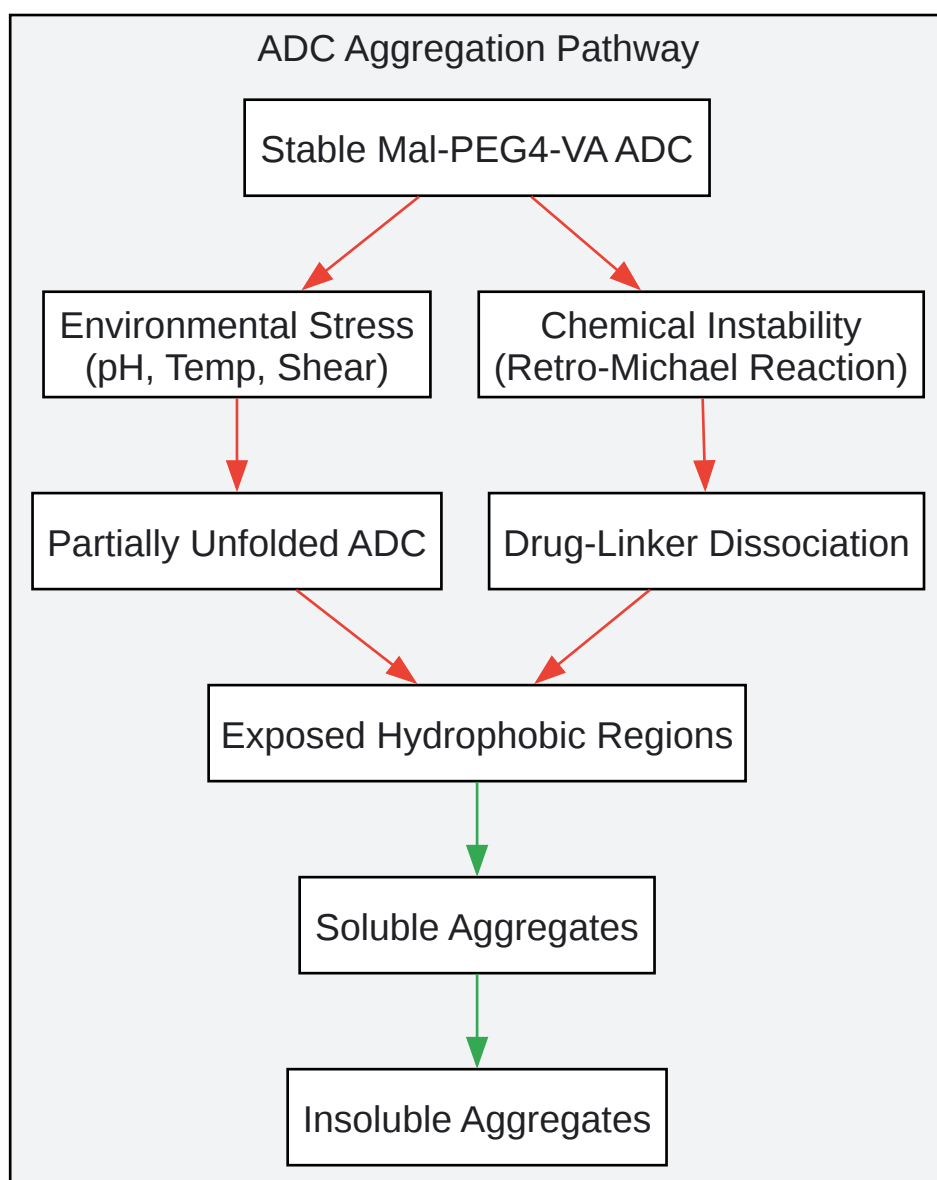 ADC Aggregation Pathway
Stable Mal-PEG4-VA ADC
Environmental Stress
(pH, Temp, Shear)
Chemical Instability
(Retro-Michael Reaction)
Partially Unfolded ADC
Drug-Linker Dissociation
Exposed Hydrophobic Regions
Soluble Aggregates
Insoluble Aggregates